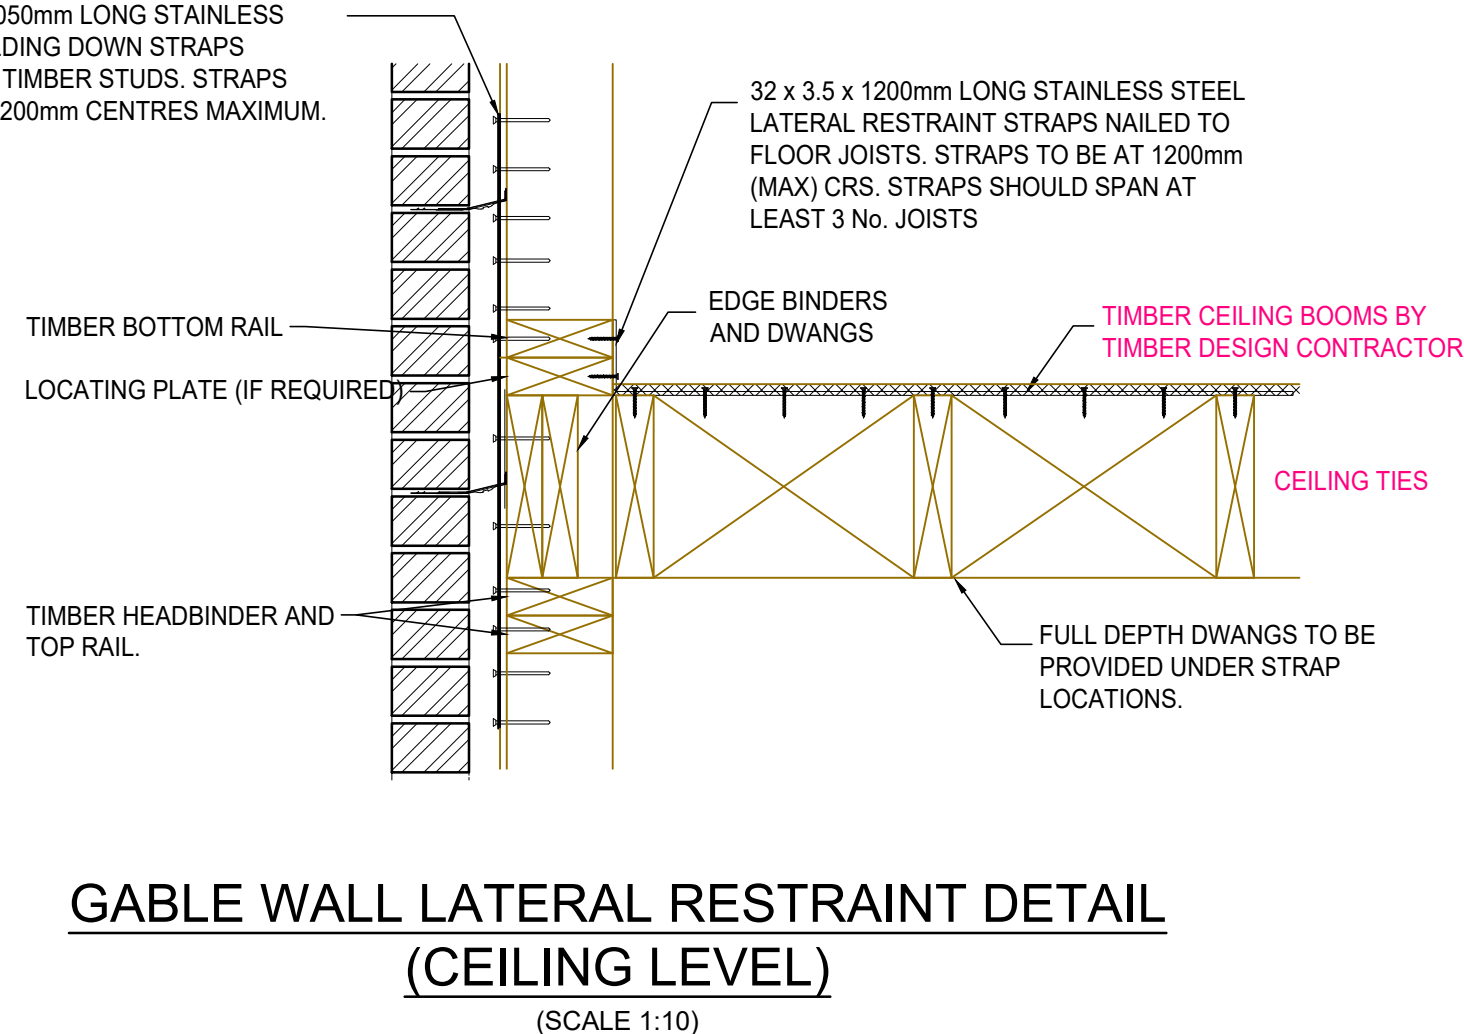 050mm LONG STAINLESS
DING DOWN STRAPS
TIMBER STUDS. STRAPS
200mm CENTRES MAXIMUM.
32 x 3.5 x 1200mm LONG STAINLESS STEEL
LATERAL RESTRAINT STRAPS NAILED TO
FLOOR JOISTS. STRAPS TO BE AT 1200mm
(MAX) CRS. STRAPS SHOULD SPAN AT
LEAST 3 No. JOISTS
TIMBER BOTTOM RAIL
EDGE BINDERS
AND DWANGS
TIMBER CEILING BOOMS BY
TIMBER DESIGN CONTRACTOR
LOCATING PLATE (IF REQUIRED)
CEILING TIES
TIMBER HEADBINDER AND
TOP RAIL.
FULL DEPTH DWANGS TO BE
PROVIDED UNDER STRAP
LOCATIONS.
GABLE WALL LATERAL RESTRAINT DETAIL
(CEILING LEVEL)
(SCALE 1:10)